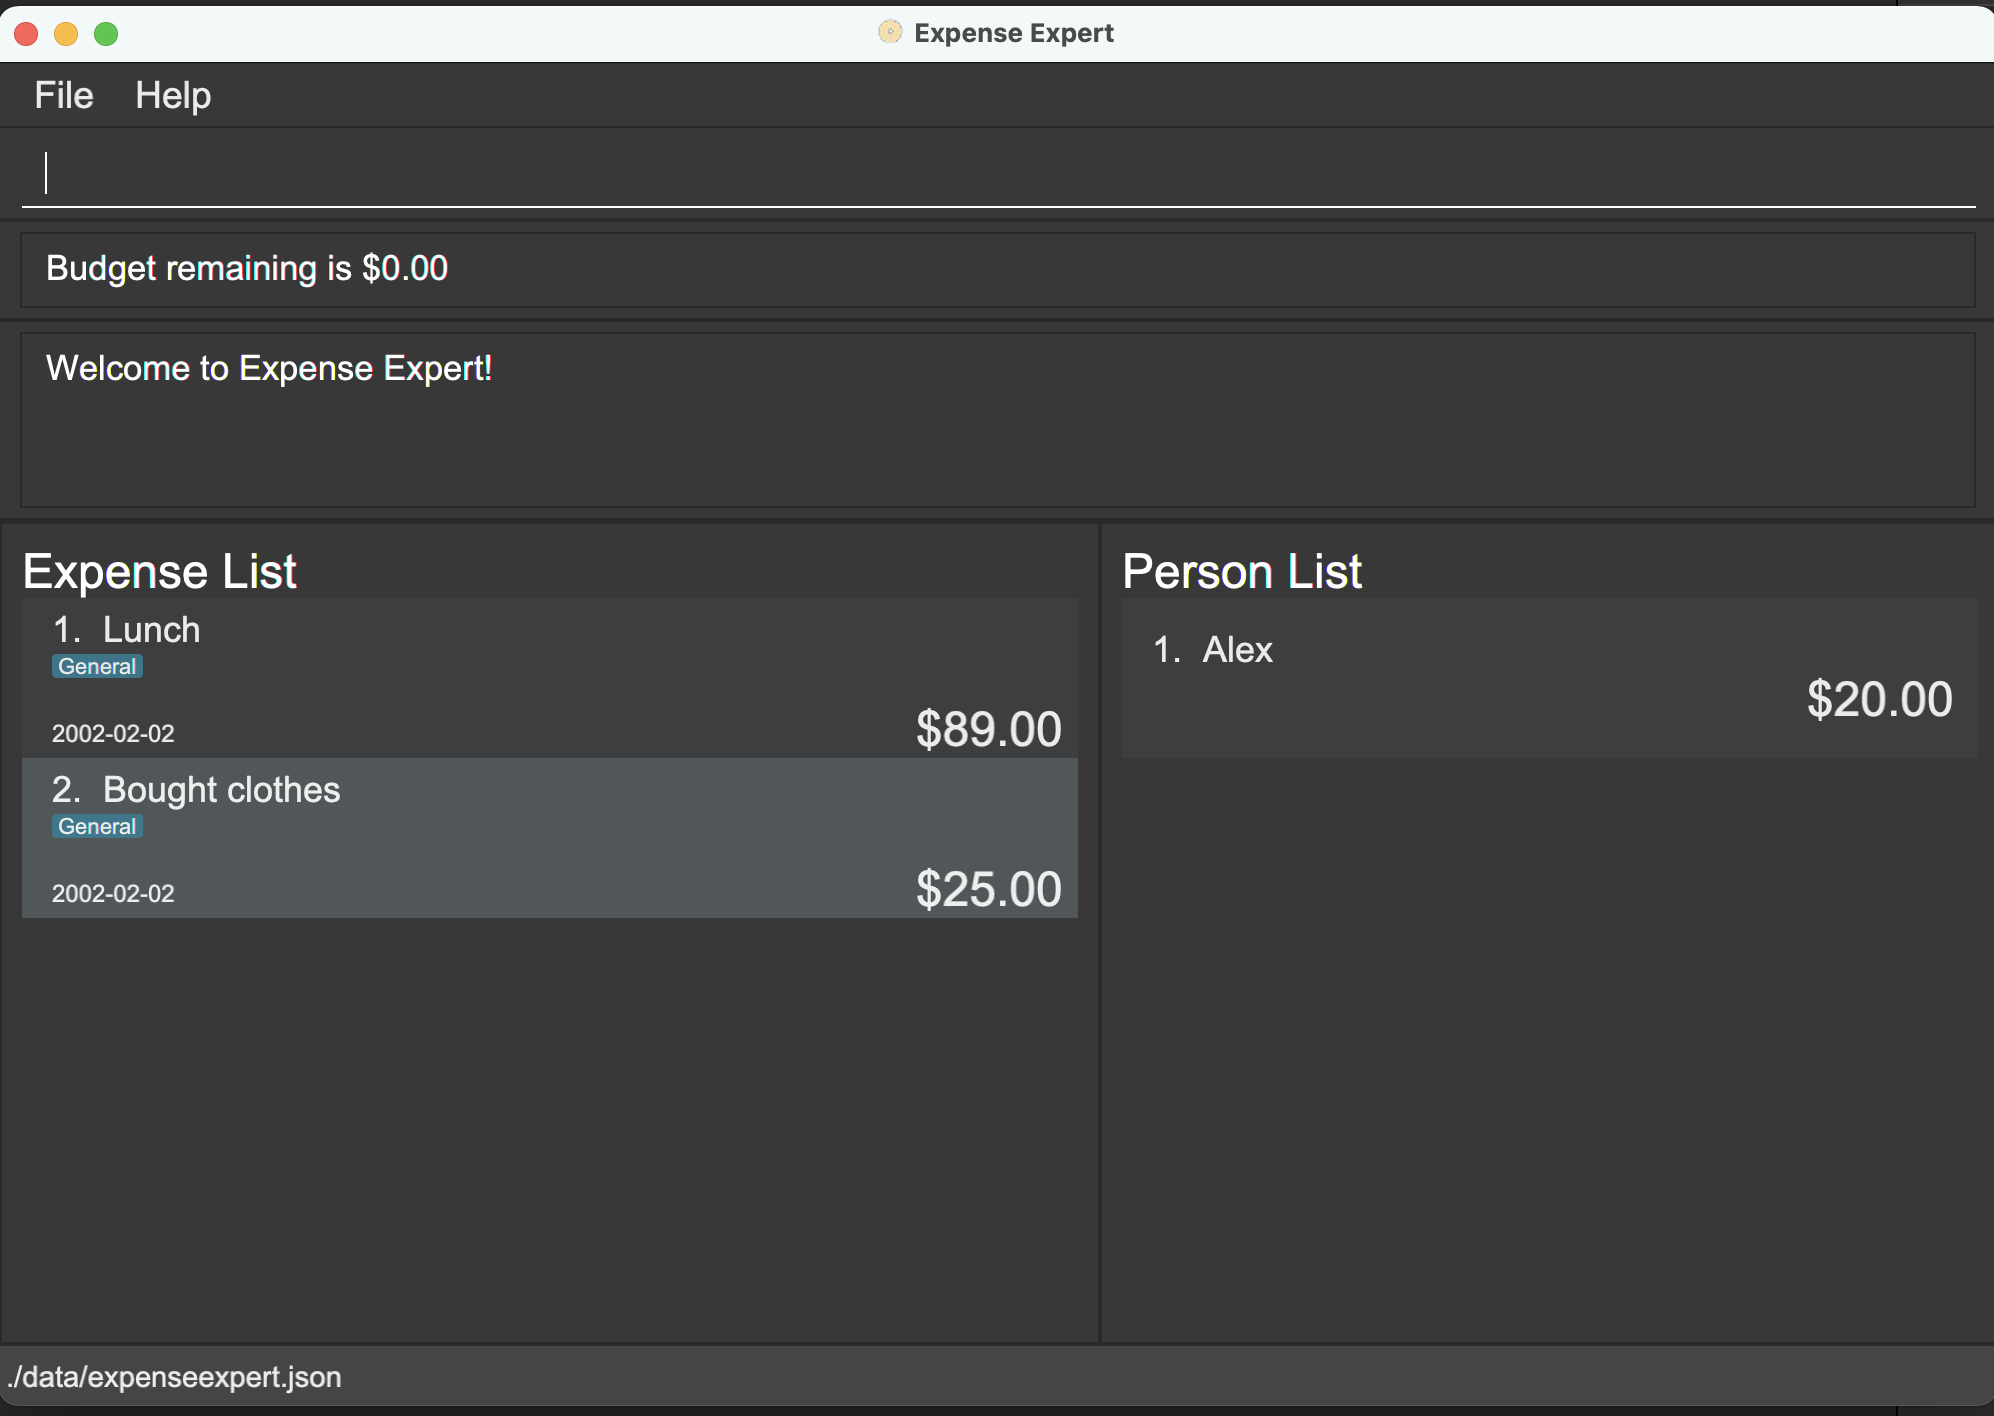 Expense Expert
File Help
Budget remaining is $0.00
Welcome to Expense Expert!
Expense List
1. Lunch
General
2002-02-02
$89.00
2. Bought clothes
General
2002-02-02
$25.00
Person List
1. Alex
$20.00
./data/expenseexpert.json